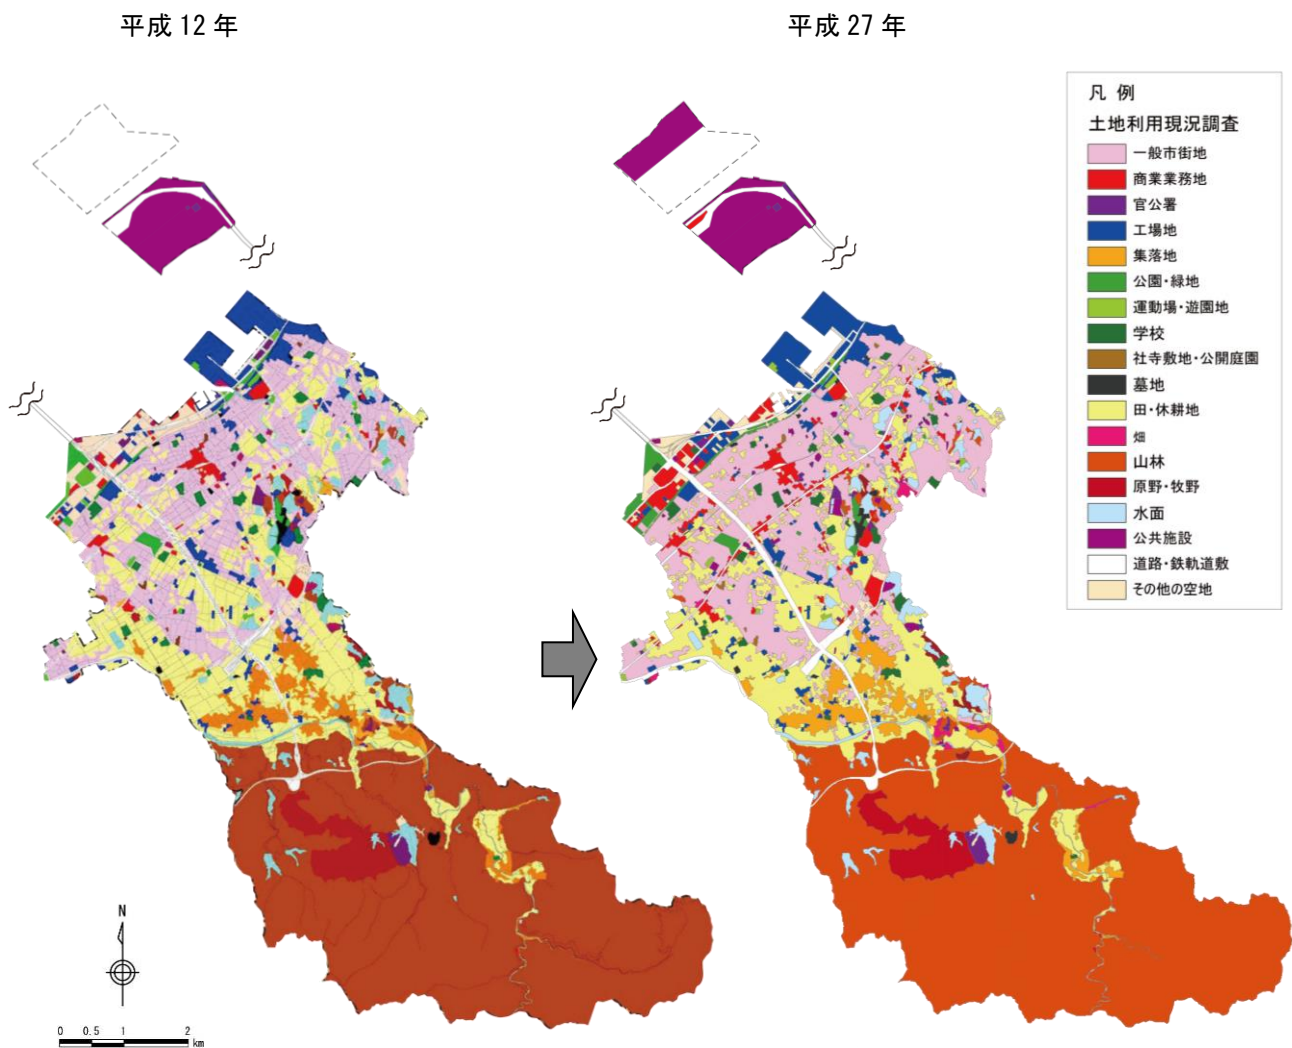 平成 12 年
平成 27 年
凡 例
土地利用現況調査
一般市街地
商業業務地
官公署
工場地
集落地
公園・緑地
運動場・遊園地
学校
社寺敷地・公開庭園
墓地
田・休耕地
畑
山林
原野・牧野
水面
公共施設
道路・鉄軌道敷
その他の空地
N
0 0.5 1 2
km